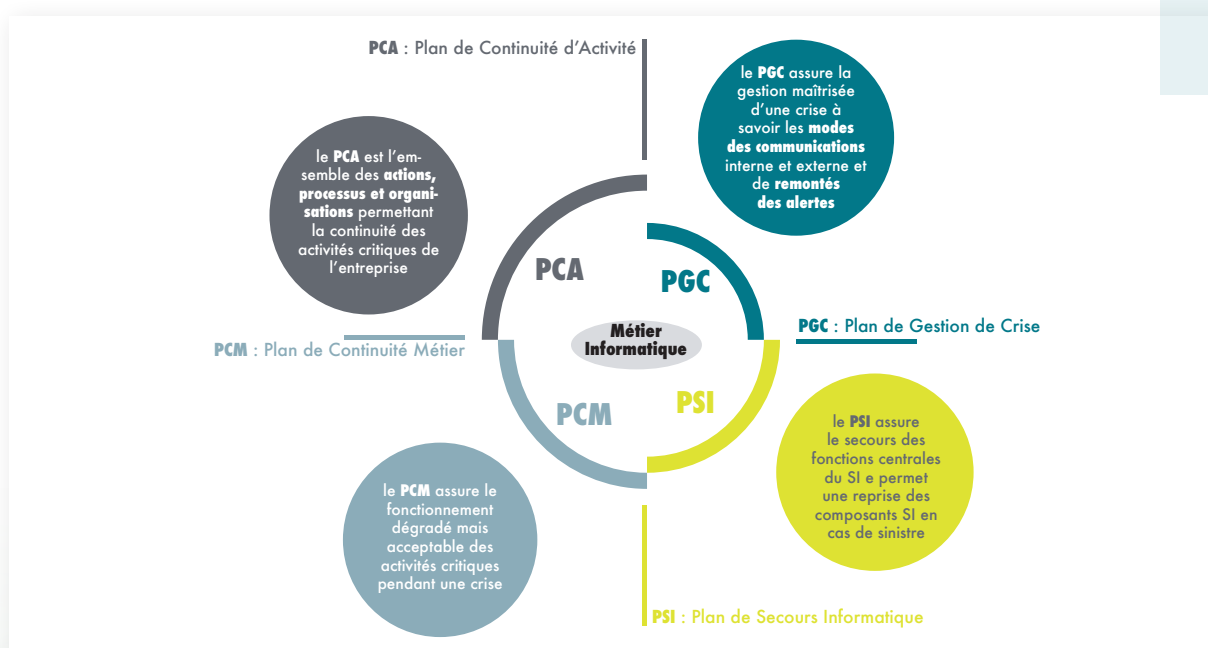 PCA : Plan de Continuité d’Activité
le PGC assure la
gestion maîtrisée
d’une crise à
savoir les modes
des communications
interne et externe et
de remontés
des alertes
le PCA est l’em-
semble des actions,
processus et organi-
sations permettant
la continuité des
activités critiques de
l’entreprise
PCA
PGC
Métier
Informatique
PGC : Plan de Gestion de Crise
PCM : Plan de Continuité Métier
PCM
PSI
le PSI assure
le secours des
fonctions centrales
du SI e permet
une reprise des
composants SI en
cas de sinistre
le PCM assure le
fonctionnement
dégradé mais
acceptable des
activités critiques
pendant une crise
PSI : Plan de Secours Informatique